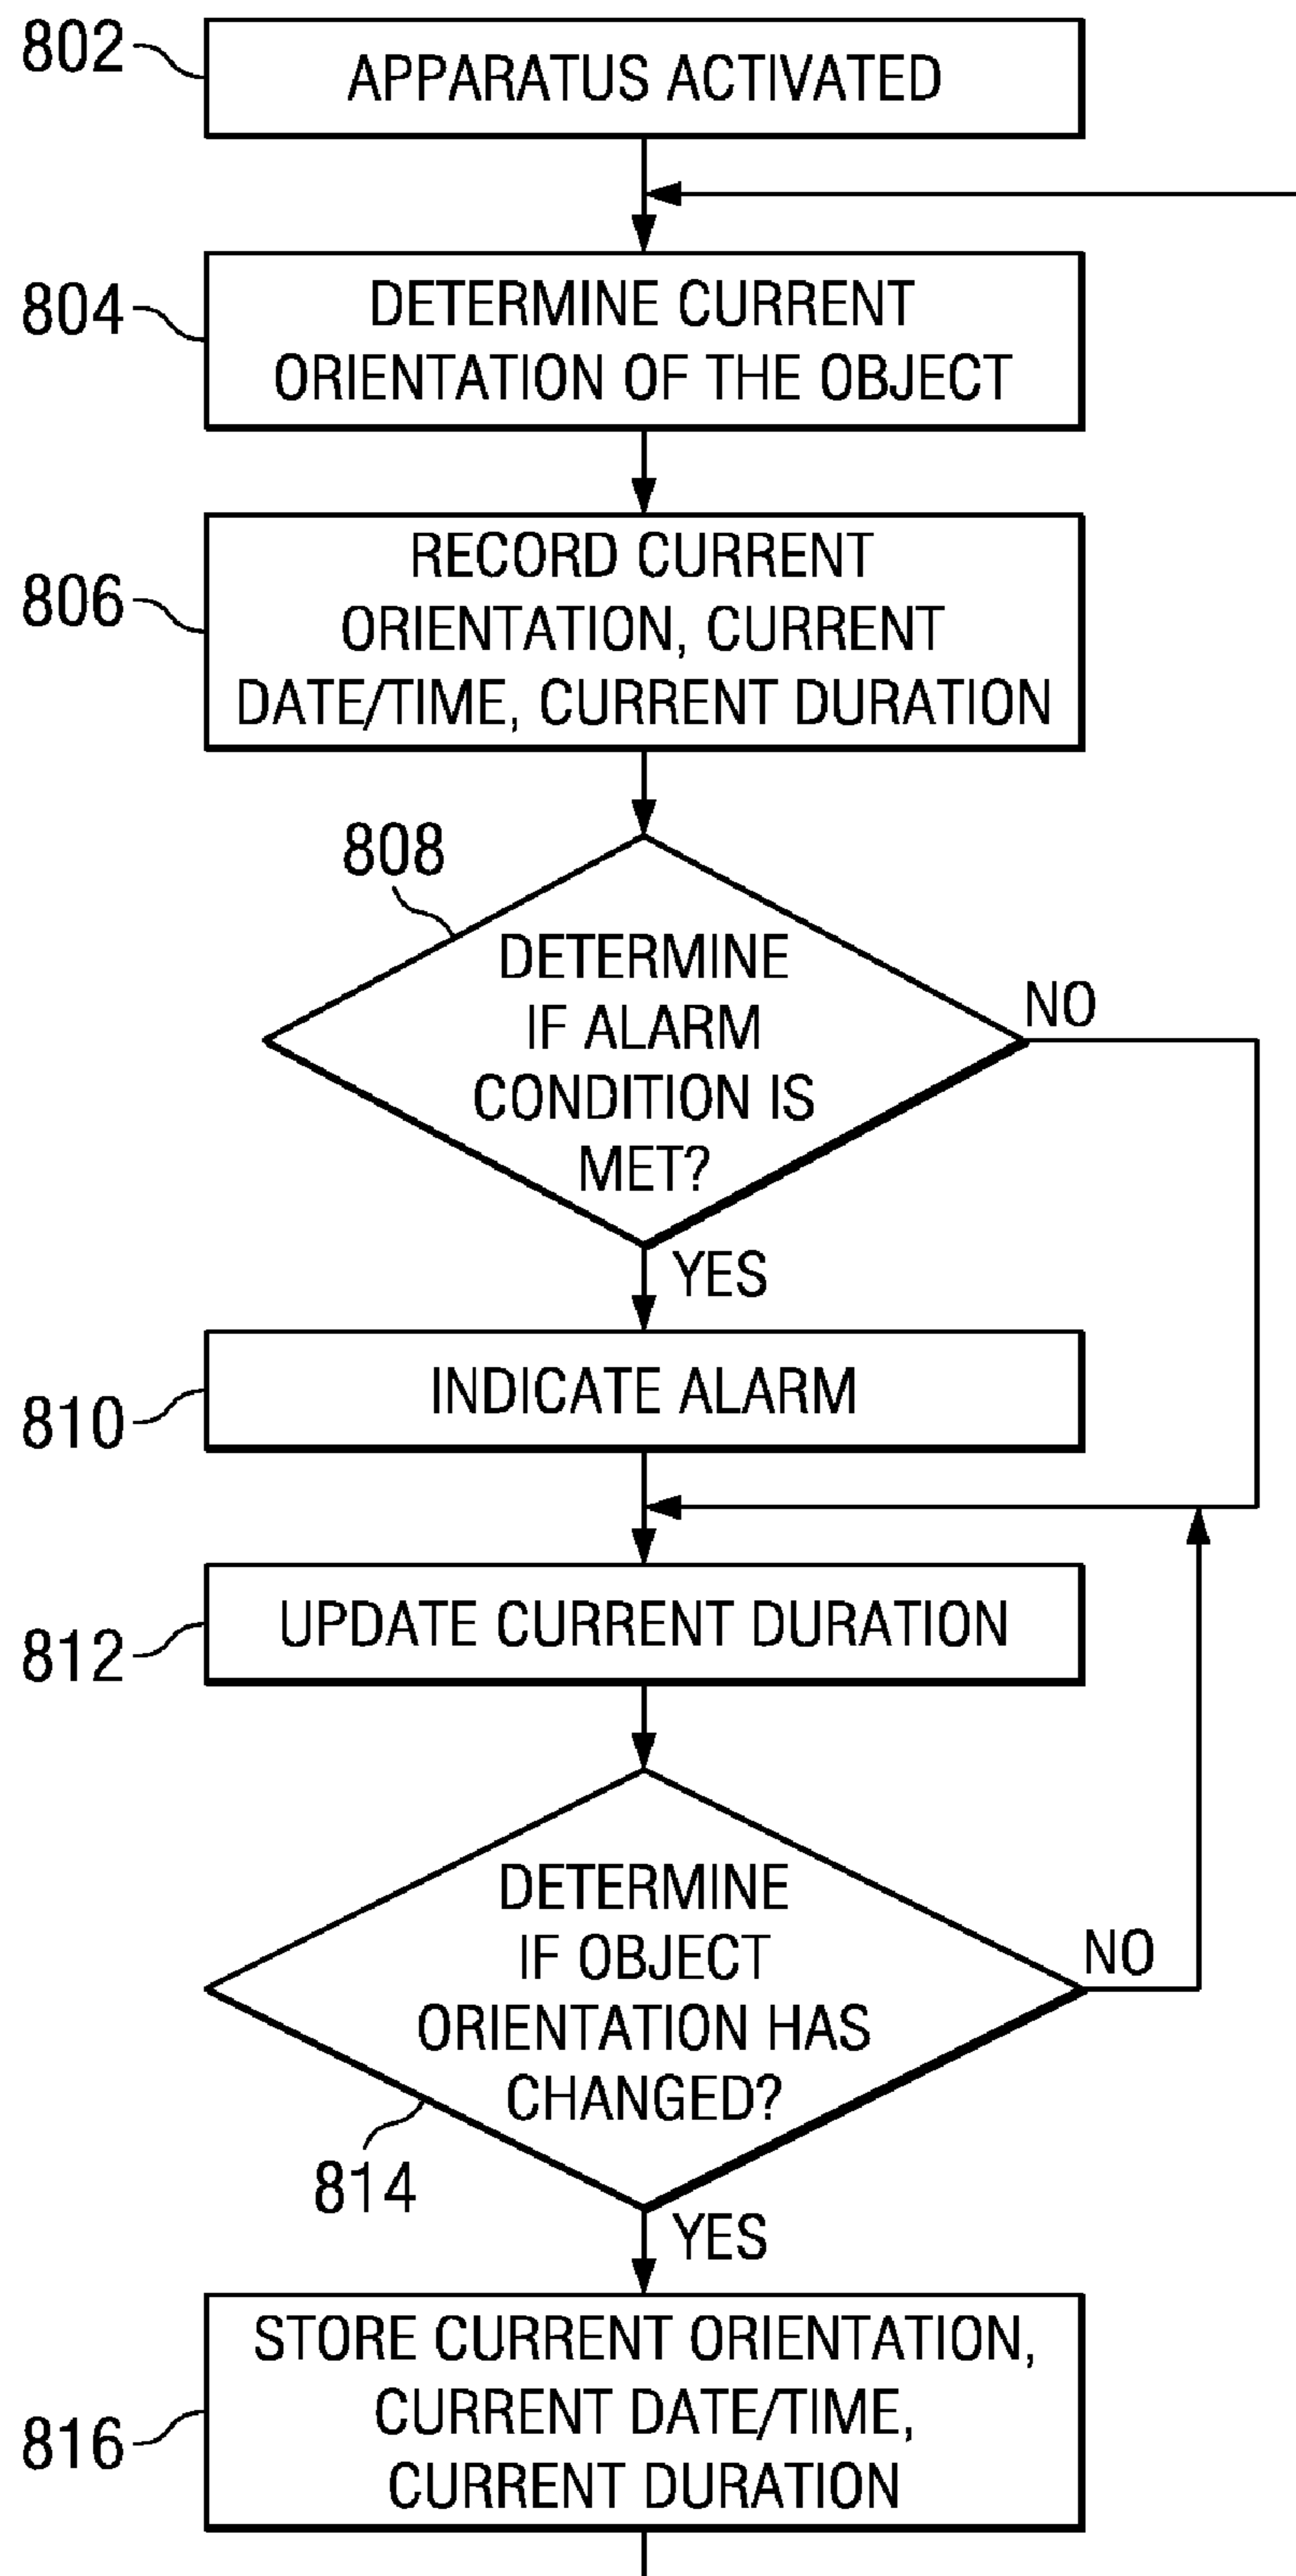 802
APPARATUS ACTIVATED
804
DETERMINE CURRENT
ORIENTATION OF THE OBJECT
806
RECORD CURRENT
ORIENTATION, CURRENT
DATE/TIME, CURRENT DURATION
808
DETERMINE
IF ALARM
CONDITION IS
MET?
NO
YES
810
INDICATE ALARM
812
UPDATE CURRENT DURATION
DETERMINE
IF OBJECT
ORIENTATION HAS
CHANGED?
NO
814
YES
816
STORE CURRENT ORIENTATION,
CURRENT DATE/TIME,
CURRENT DURATION